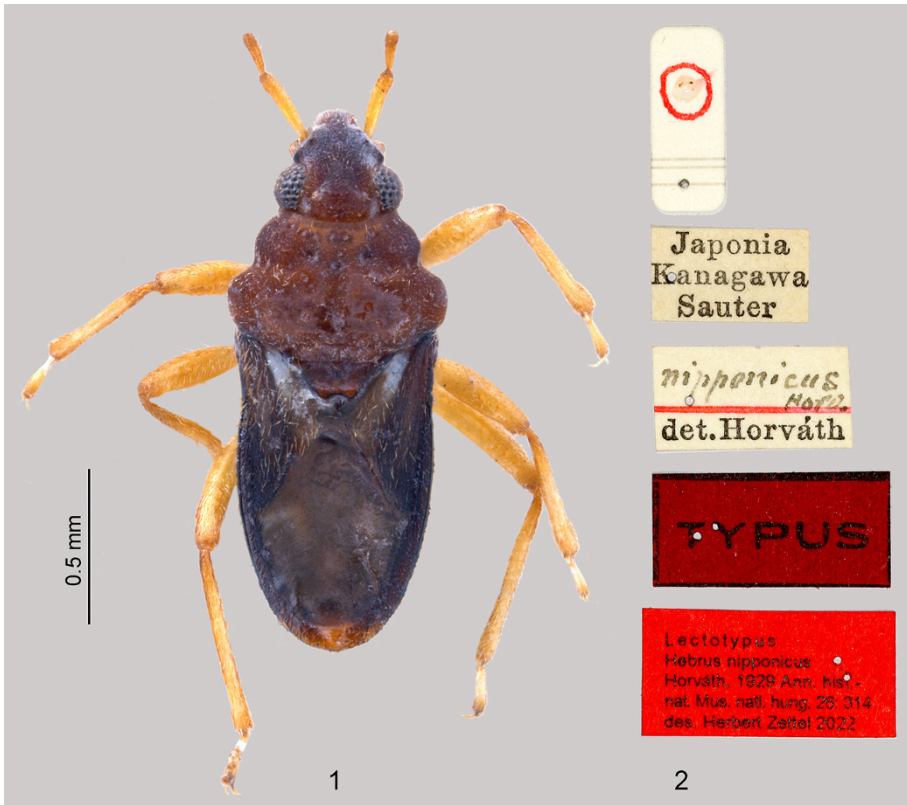 0.5 mm
1
Japonia
Kanagawa
Sauter
nipponicus
Horv.
det. Horváth
TYPUS
Lectotypus
Hebrus nipponicus
Horváth, 1929 Ann. hist.-
nat. Mus. natl. hung. 26: 314
des. Herbert Zettel 2022
2